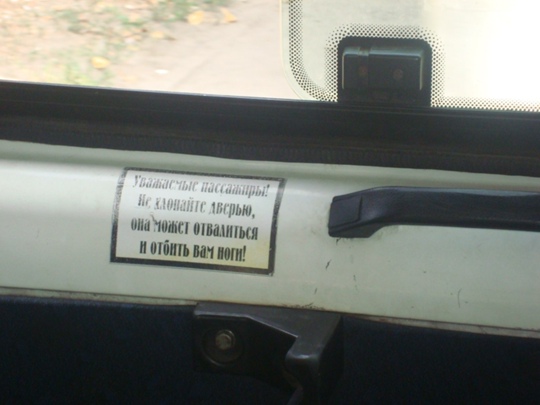 Уважаемые пассажиры!
Не хлопайте дверью,
она может отвалиться
и отбить вам ноги!